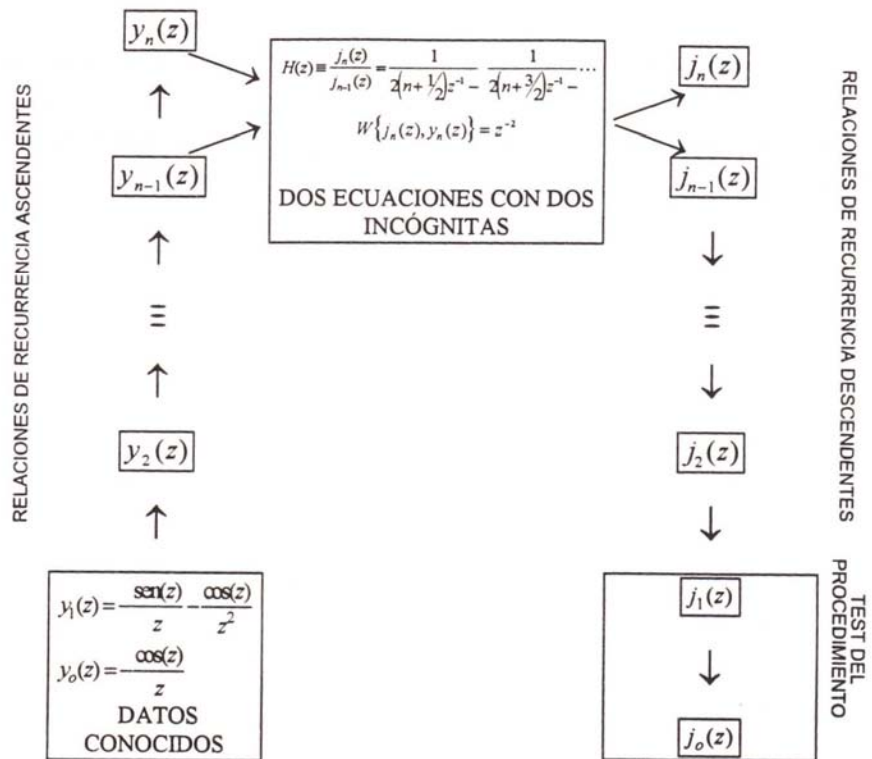 RELACIONES DE RECURRENCIA ASCENDENTES
y_n(z)
y_{n-1}(z)
≡
y_2(z)
y_1(z) = - sen(z)/z - cos(z)/z^2
y_o(z) = - cos(z)/z
DATOS
CONOCIDOS
H(z) ≡ j_n(z)/j_{n-1}(z) = 1/(2(n+1/2)z^{-1} −) 1/(2(n+3/2)z^{-1} −) ⋯
W{j_n(z), y_n(z)} = z^{-2}
DOS ECUACIONES CON DOS
INCÓGNITAS
j_n(z)
j_{n-1}(z)
≡
j_2(z)
j_1(z)
j_o(z)
RELACIONES DE RECURRENCIA DESCENDENTES
TEST DEL
PROCEDIMIENTO